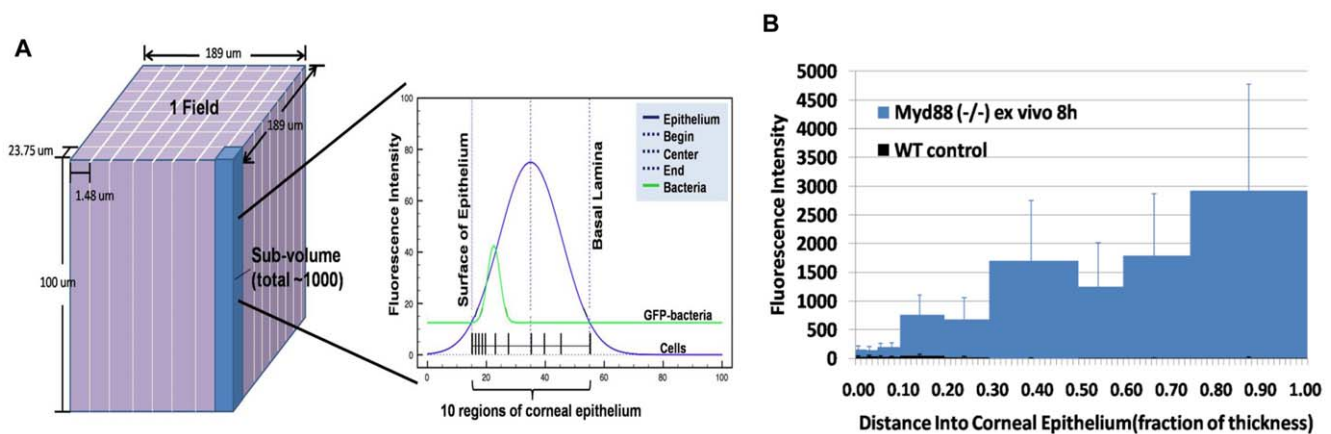 A
189 um
1 Field
189 um
23.75 um
1.48 um
100 um
Sub-volume
(total ~1000)
Fluorescence Intensity
100
80
60
40
20
0
Surface of Epithelium
Basal Lamina
Epithelium
Begin
Center
End
Bacteria
GFP-bacteria
Cells
0 20 40 60 80 100
10 regions of corneal epithelium
B
Fluorescence Intensity
5000
4500
4000
3500
3000
2500
2000
1500
1000
500
0
Myd88 (-/-) ex vivo 8h
WT control
0.00 0.10 0.20 0.30 0.40 0.50 0.60 0.70 0.80 0.90 1.00
Distance Into Corneal Epithelium(fraction of thickness)